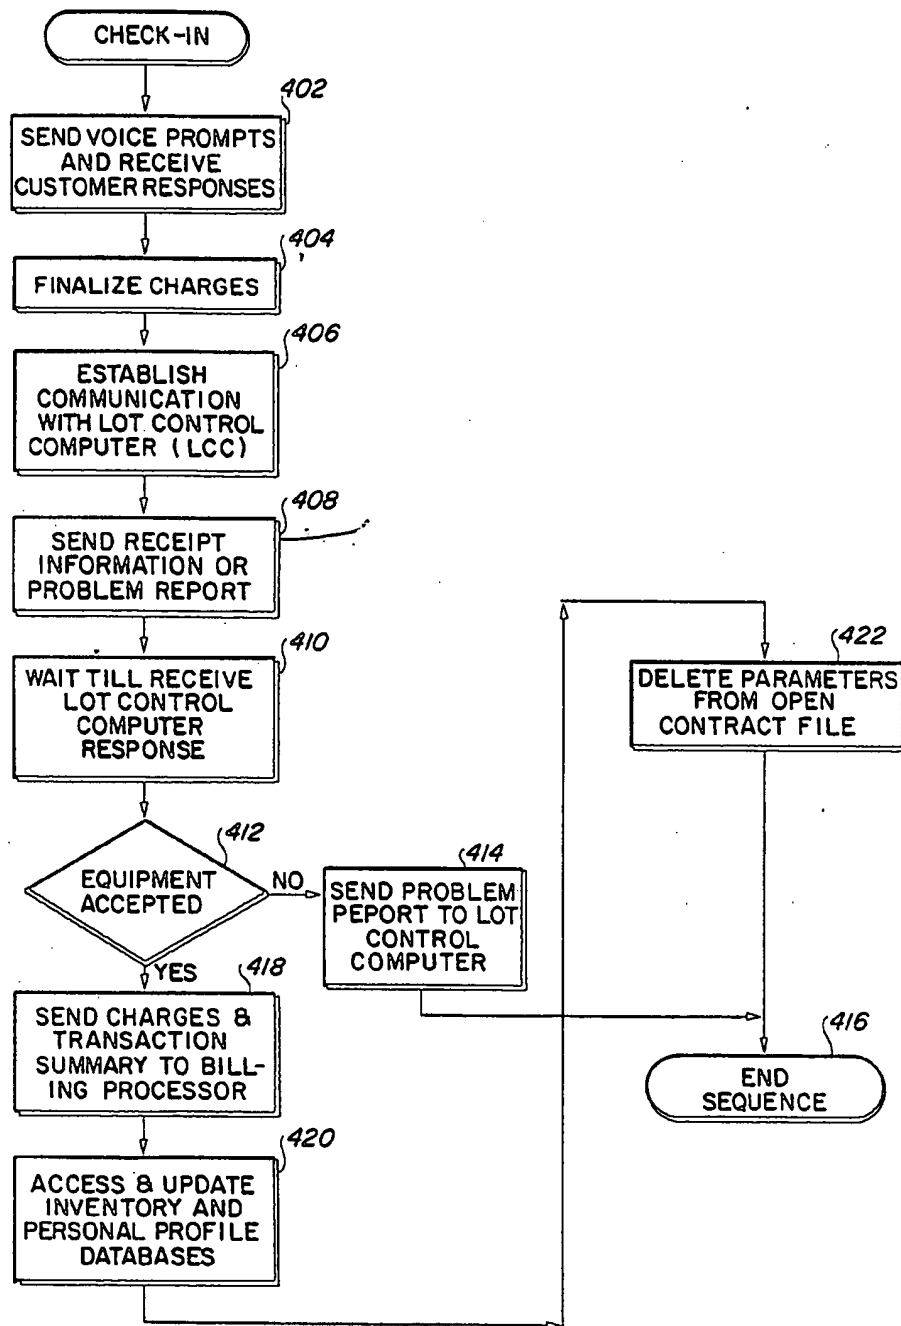 CHECK-IN
402
SEND VOICE PROMPTS
AND RECEIVE
CUSTOMER RESPONSES
404
FINALIZE CHARGES
406
ESTABLISH
COMMUNICATION
WITH LOT CONTROL
COMPUTER (LCC)
408
SEND RECEIPT
INFORMATION OR
PROBLEM REPORT
410
WAIT TILL RECEIVE
LOT CONTROL
COMPUTER
RESPONSE
412
EQUIPMENT
ACCEPTED
NO
YES
414
SEND PROBLEM
PEPORT TO LOT
CONTROL
COMPUTER
418
SEND CHARGES &
TRANSACTION
SUMMARY TO BILL-
ING PROCESSOR
420
ACCESS & UPDATE
INVENTORY AND
PERSONAL PROFILE
DATABASES
422
DELETE PARAMETERS
FROM OPEN
CONTRACT FILE
416
END
SEQUENCE